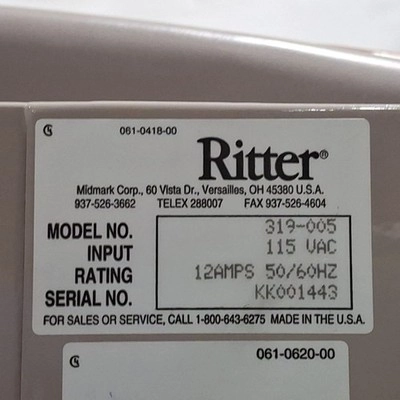 061-0418-00
Ritter®
Midmark Corp., 60 Vista Dr., Versailles, OH 45380 U.S.A.
937-526-3662 TELEX 288007 FAX 937-526-4604
MODEL NO. 319-005
INPUT 115 VAC
RATING 12AMPS 50/60HZ
SERIAL NO. KK001443
FOR SALES OR SERVICE, CALL 1-800-643-6275 MADE IN THE U.S.A.
061-0620-00